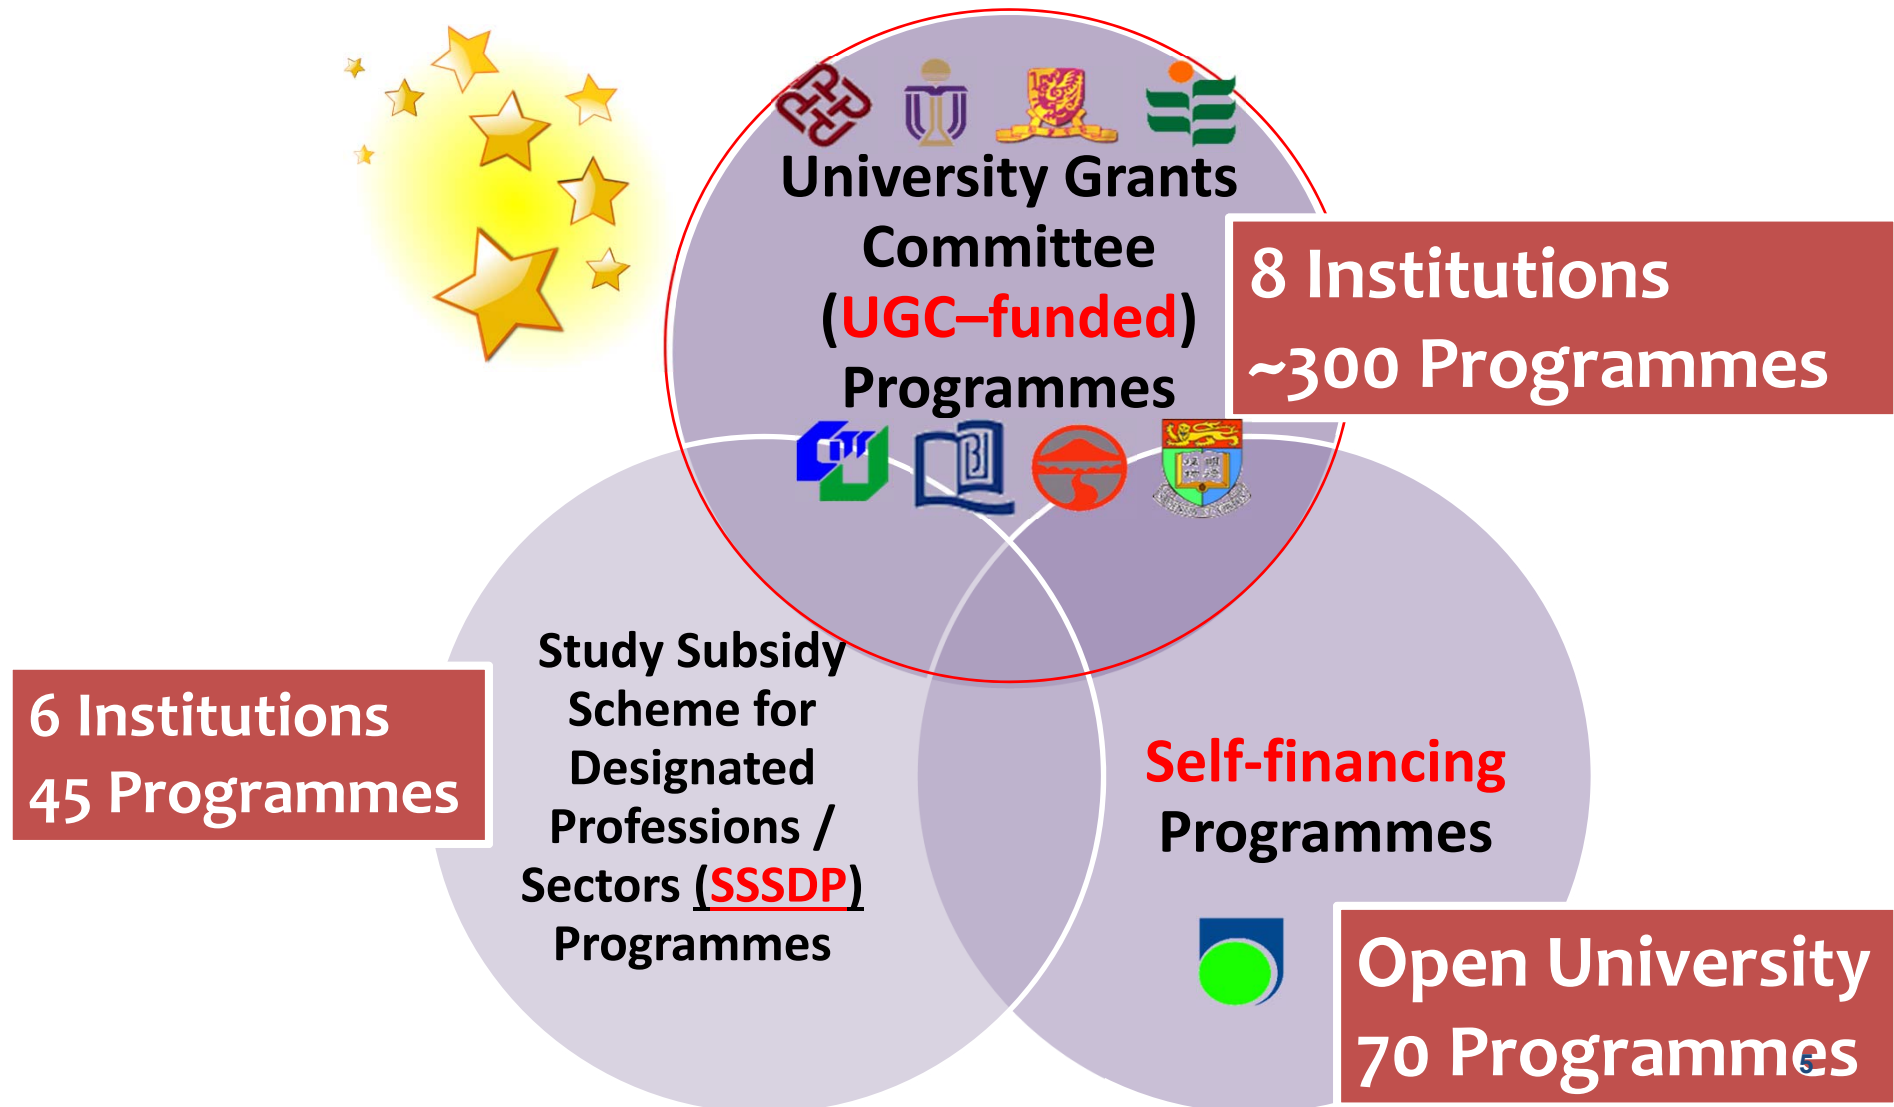 University Grants
Committee
(UGC–funded)
Programmes
8 Institutions
~300 Programmes
Study Subsidy
Scheme for
Designated
Professions /
Sectors (SSSDP)
Programmes
6 Institutions
45 Programmes
Self-financing
Programmes
Open University
70 Programmes
5